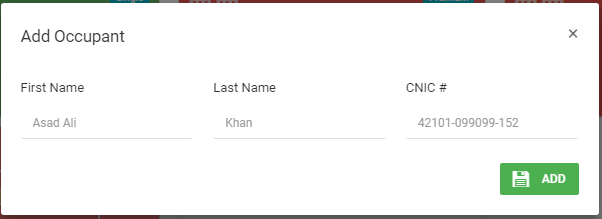 Add Occupant ×
First Name Last Name CNIC #
Asad Ali Khan 42101-099099-152
ADD